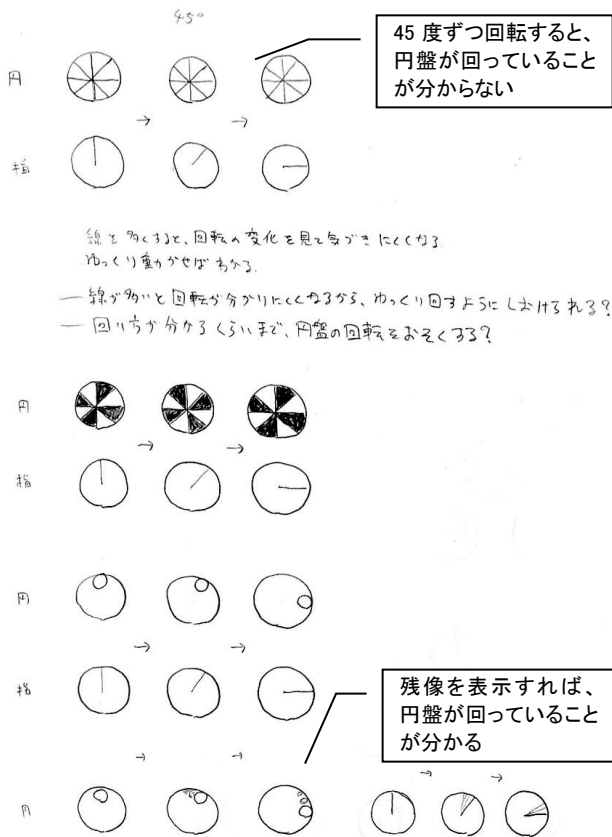 45°
45 度ずつ回転すると、
円盤が回っていること
が分からない
円
→ →
指
線を多くすると、回転の変化を見て気づきにくくなる
ゆっくり動かせばわかる
― 線が多いと回転が分かりにくくなるから、ゆっくり回すようにしむけられる?
― 回り方が分かるくらいまで、円盤の回転をおそくする?
円
→ →
指
円
→ →
指
残像を表示すれば、
円盤が回っていること
が分かる
→ → → →
円